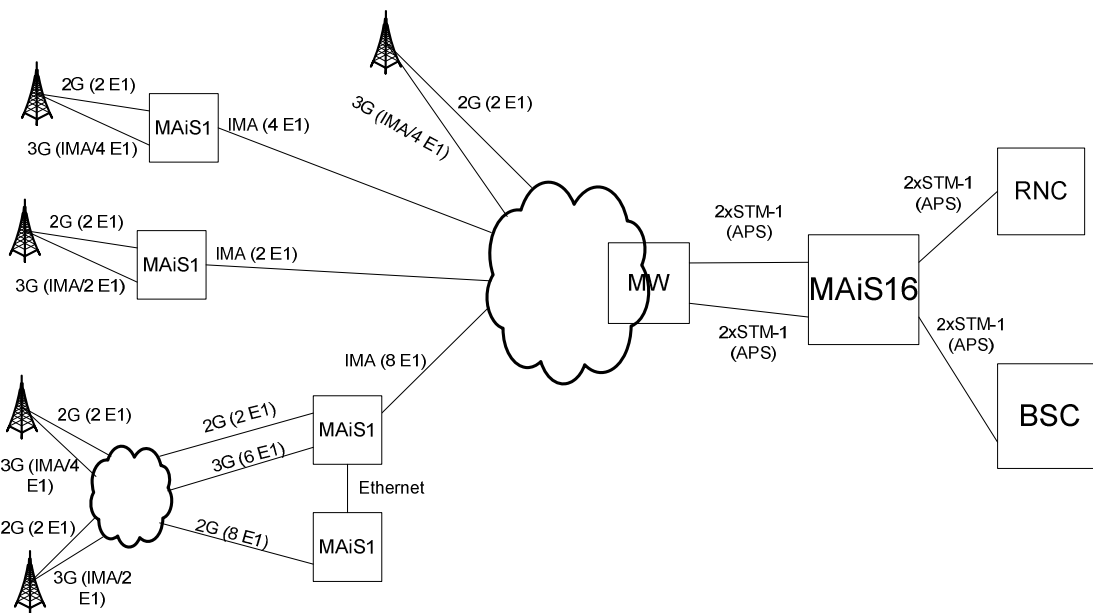 2G (2 E1)
3G (IMA/4 E1)
MAiS1
IMA (4 E1)
3G (IMA/4 E1)
2G (2 E1)
2G (2 E1)
3G (IMA/2 E1)
MAiS1
IMA (2 E1)
MW
2xSTM-1
(APS)
2xSTM-1
(APS)
MAiS16
2xSTM-1
(APS)
RNC
2xSTM-1
(APS)
BSC
IMA (8 E1)
2G (2 E1)
3G (IMA/4
E1)
2G (2 E1)
3G (IMA/2
E1)
2G (2 E1)
3G (6 E1)
2G (8 E1)
MAiS1
Ethernet
MAiS1